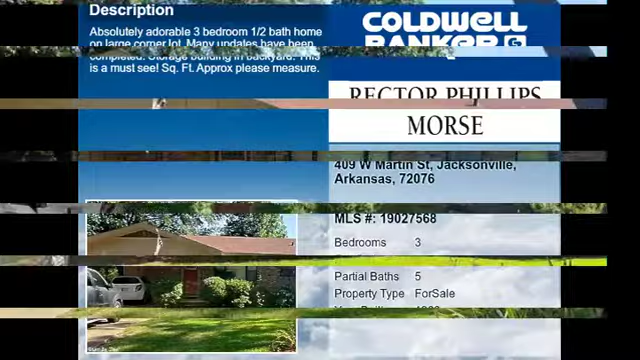 Description
Absolutely adorable 3 bedroom 1/2 bath home
on large corner lot. Many updates have been
completed. Storage building in backyard. This
is a must see! Sq. Ft. Approx please measure.
COLDWELL
BANKER
RECTOR PHILLIPS
MORSE
409 W Martin St, Jacksonville,
Arkansas, 72076
MLS #: 19027568
Bedrooms 3
Partial Baths 5
Property Type ForSale